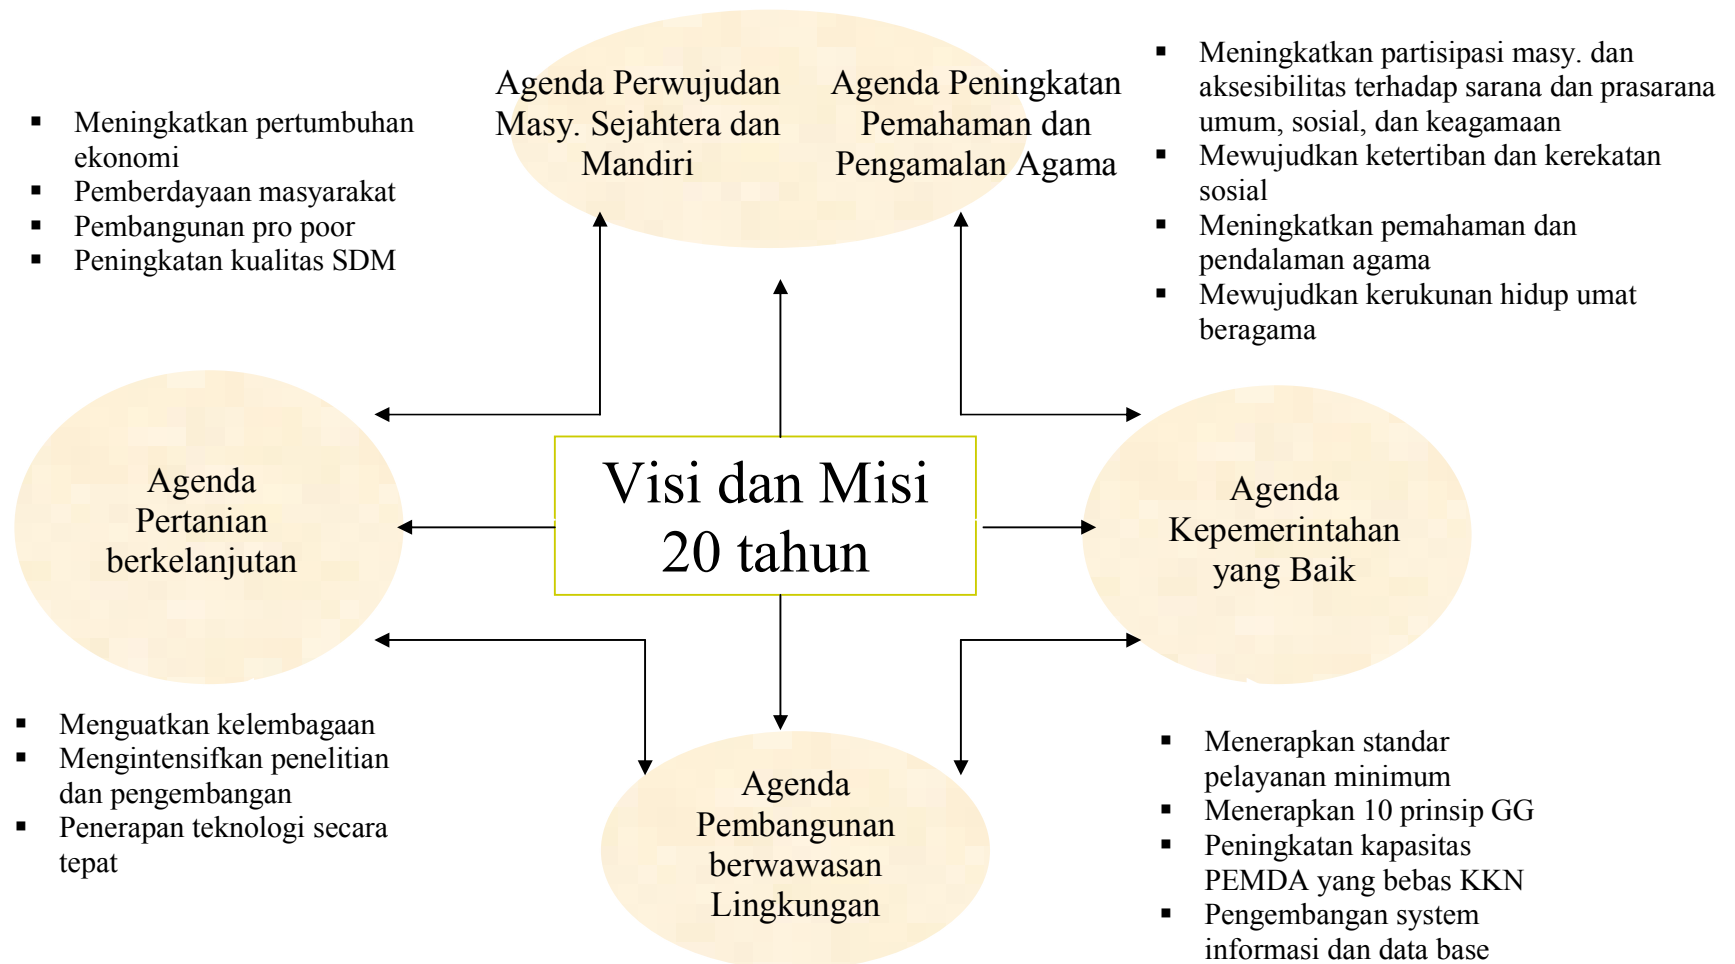 Agenda Perwujudan
Masy. Sejahtera dan
Mandiri
Agenda Peningkatan
Pemahaman dan
Pengamalan Agama
▪ Meningkatkan partisipasi masy. dan
aksesibilitas terhadap sarana dan prasarana
umum, sosial, dan keagamaan
▪ Mewujudkan ketertiban dan kerekatan
sosial
▪ Meningkatkan pemahaman dan
pendalaman agama
▪ Mewujudkan kerukunan hidup umat
beragama
▪ Meningkatkan pertumbuhan
ekonomi
▪ Pemberdayaan masyarakat
▪ Pembangunan pro poor
▪ Peningkatan kualitas SDM
Agenda
Pertanian
berkelanjutan
Visi dan Misi
20 tahun
Agenda
Kepemerintahan
yang Baik
▪ Menguatkan kelembagaan
▪ Mengintensifkan penelitian
dan pengembangan
▪ Penerapan teknologi secara
tepat
Agenda
Pembangunan
berwawasan
Lingkungan
▪ Menerapkan standar
pelayanan minimum
▪ Menerapkan 10 prinsip GG
▪ Peningkatan kapasitas
PEMDA yang bebas KKN
▪ Pengembangan system
informasi dan data base